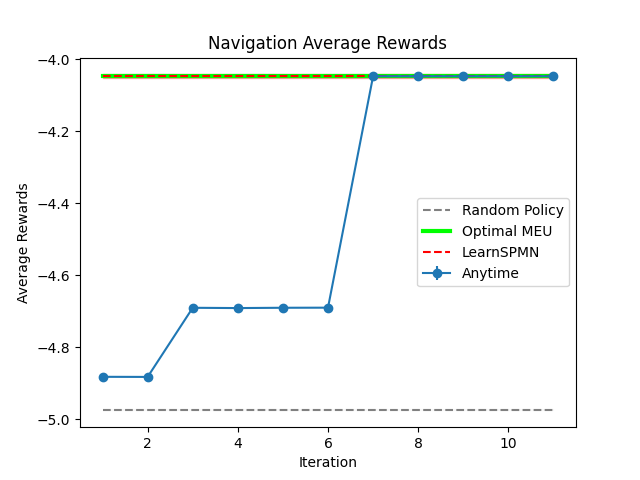 Navigation Average Rewards
−4.0
−4.2
−4.4
−4.6
−4.8
−5.0
Average Rewards
Random Policy
Optimal MEU
LearnSPMN
Anytime
2
4
6
8
10
Iteration